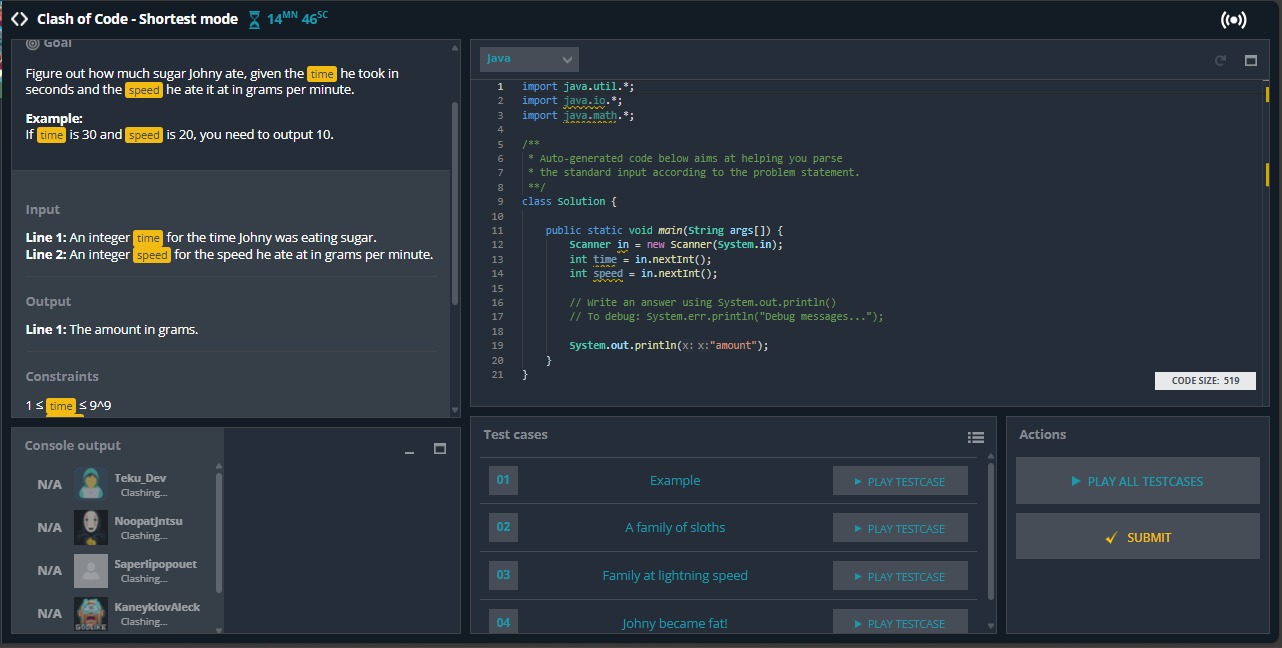 Clash of Code - Shortest mode 14MN 46SC
Goal
Figure out how much sugar Johny ate, given the time he took in
seconds and the speed he ate it at in grams per minute.
Example:
If time is 30 and speed is 20, you need to output 10.
Input
Line 1: An integer time for the time Johny was eating sugar.
Line 2: An integer speed for the speed he ate at in grams per minute.
Output
Line 1: The amount in grams.
Constraints
1 ≤ time ≤ 9^9
Console output
N/A Teku_Dev
Clashing...
N/A NoopatJntsu
Clashing...
N/A Saperlipopouet
Clashing...
N/A KaneyklovAleck
Clashing...
GODLIKE
Java
1 import java.util.*;
2 import java.io.*;
3 import java.math.*;
4
5 /**
6 * Auto-generated code below aims at helping you parse
7 * the standard input according to the problem statement.
8 **/
9 class Solution {
10
11 public static void main(String args[]) {
12 Scanner in = new Scanner(System.in);
13 int time = in.nextInt();
14 int speed = in.nextInt();
15
16 // Write an answer using System.out.println()
17 // To debug: System.err.println("Debug messages...");
18
19 System.out.println(x: x:"amount");
20 }
21 }
CODE SIZE: 519
Test cases
01 Example PLAY TESTCASE
02 A family of sloths PLAY TESTCASE
03 Family at lightning speed PLAY TESTCASE
04 Johny became fat! PLAY TESTCASE
Actions
PLAY ALL TESTCASES
SUBMIT